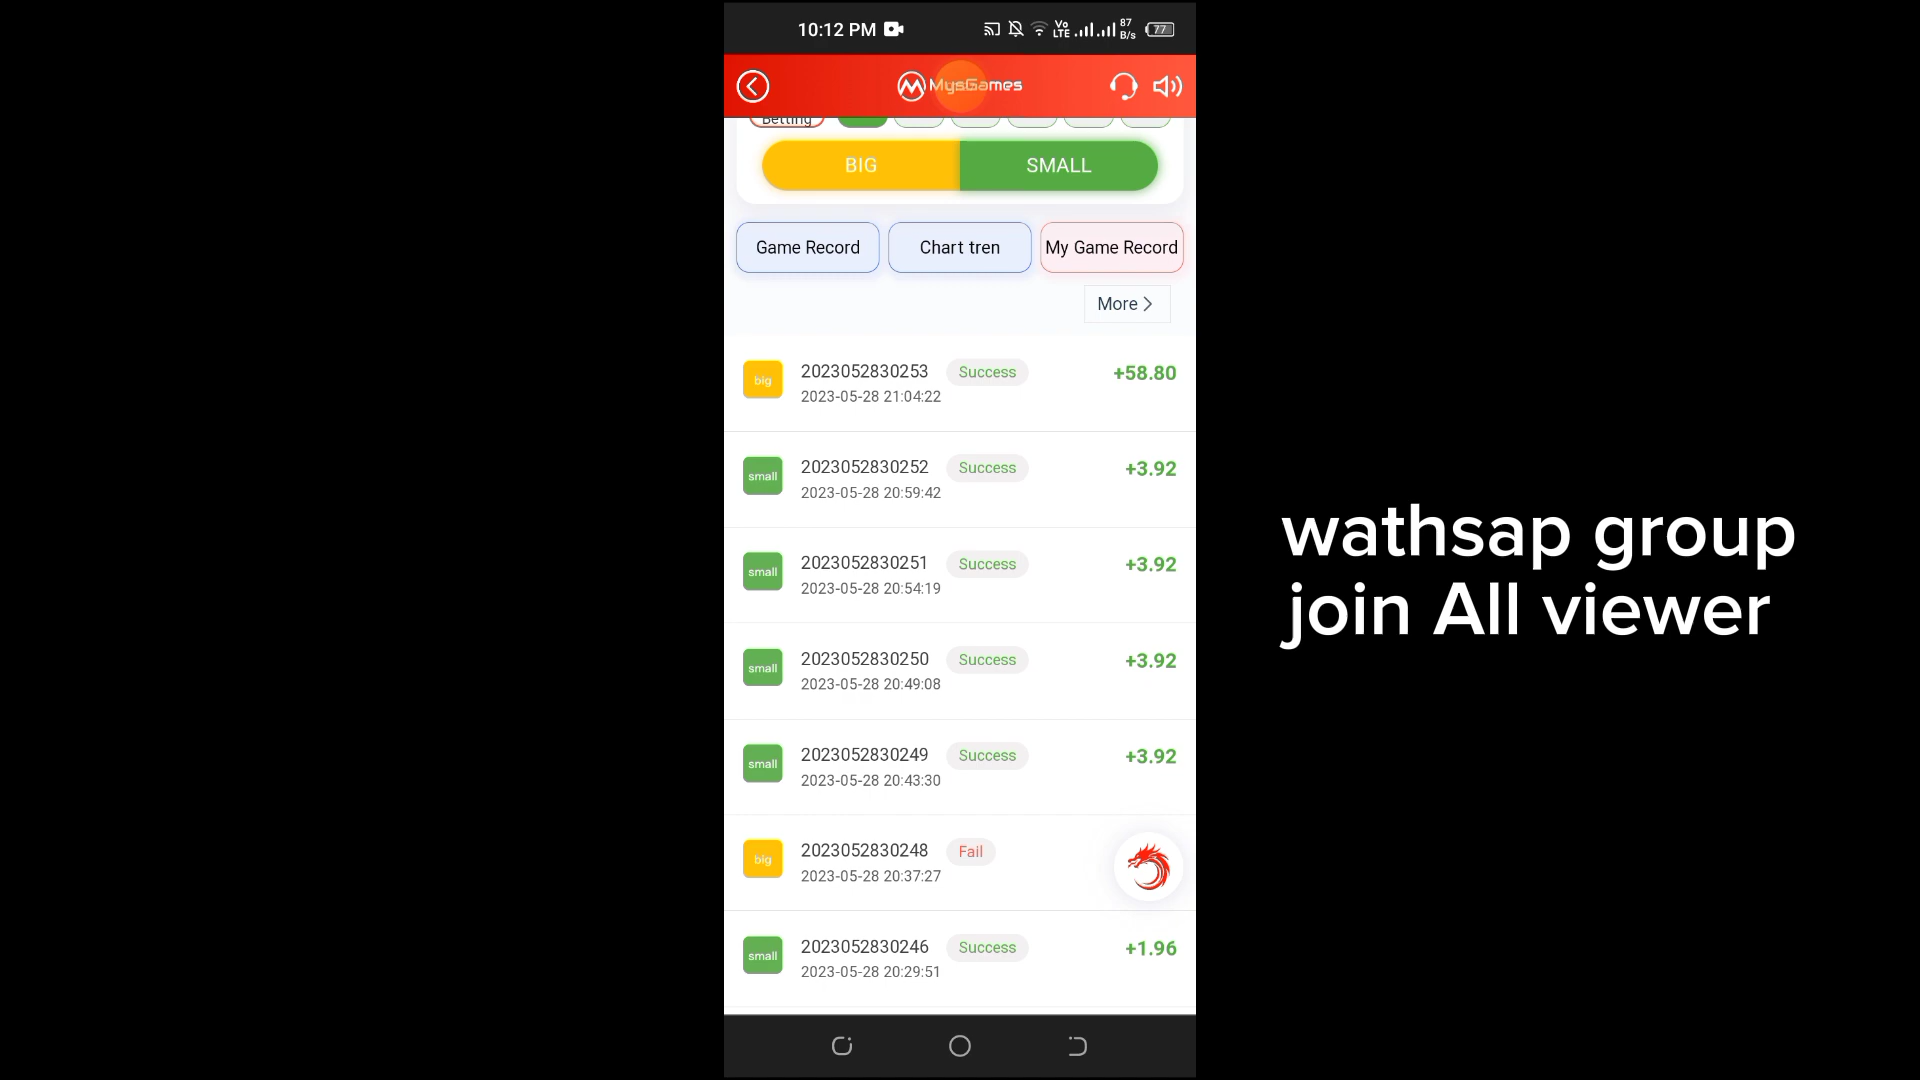 10:12 PM
Vo LTE 87 B/s 77
MysGames
Betting
BIG SMALL
Game Record Chart tren My Game Record
More
big 2023052830253 Success +58.80
2023-05-28 21:04:22
small 2023052830252 Success +3.92
2023-05-28 20:59:42
small 2023052830251 Success +3.92
2023-05-28 20:54:19
small 2023052830250 Success +3.92
2023-05-28 20:49:08
small 2023052830249 Success +3.92
2023-05-28 20:43:30
big 2023052830248 Fail
2023-05-28 20:37:27
small 2023052830246 Success +1.96
2023-05-28 20:29:51
wathsap group
join All viewer